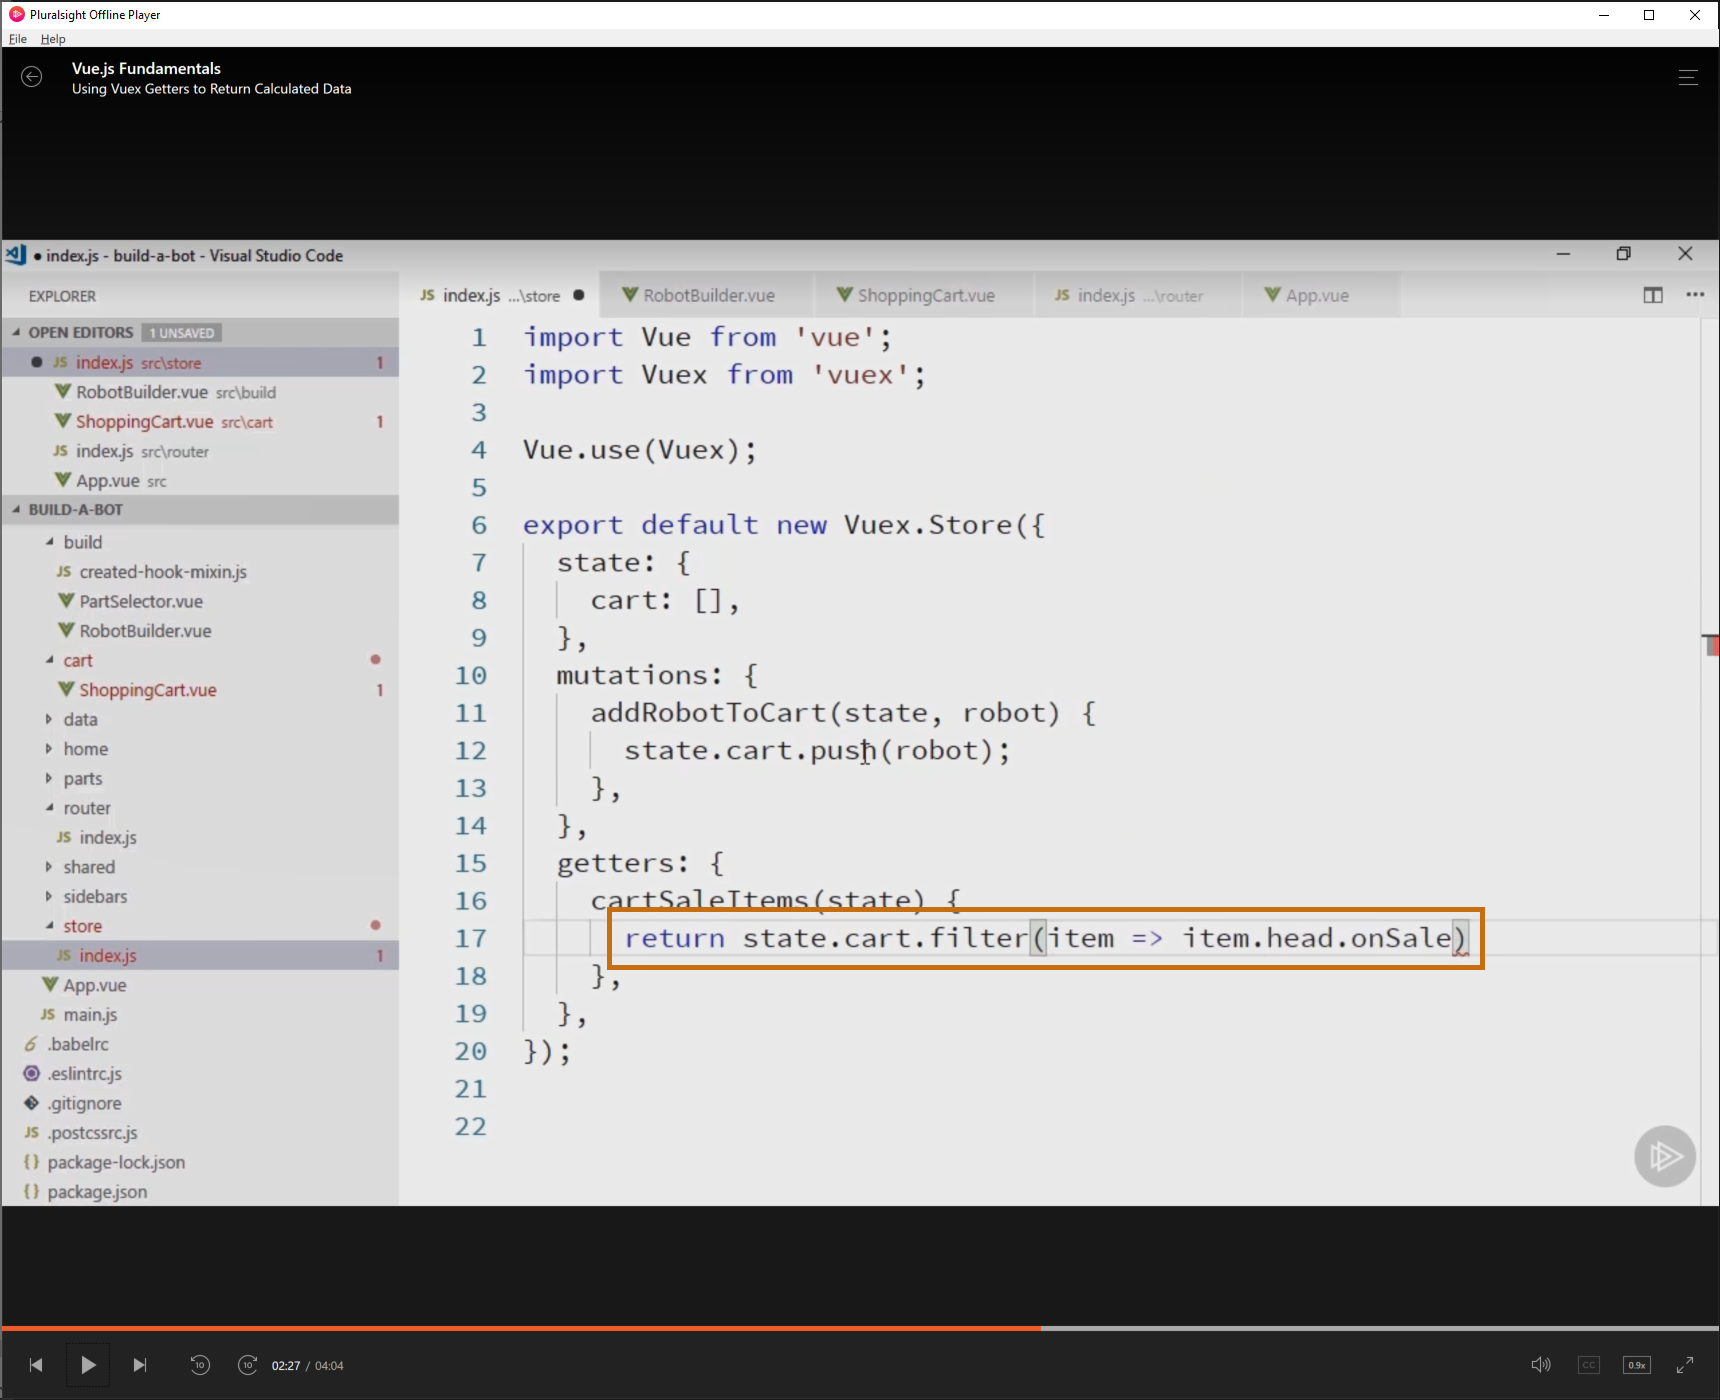 Pluralsight Offline Player
File Help
Vue.js Fundamentals
Using Vuex Getters to Return Calculated Data
● index.js - build-a-bot - Visual Studio Code
EXPLORER
OPEN EDITORS 1 UNSAVED
JS index.js src\store 1
RobotBuilder.vue src\build
ShoppingCart.vue src\cart 1
JS index.js src\router
App.vue src
BUILD-A-BOT
build
JS created-hook-mixin.js
PartSelector.vue
RobotBuilder.vue
cart
ShoppingCart.vue 1
data
home
parts
router
JS index.js
shared
sidebars
store
JS index.js 1
App.vue
JS main.js
.babelrc
.eslintrc.js
.gitignore
JS .postcssrc.js
{} package-lock.json
{} package.json
JS index.js ...\store
RobotBuilder.vue
ShoppingCart.vue
JS index.js ...\router
App.vue
1 import Vue from 'vue';
2 import Vuex from 'vuex';
3
4 Vue.use(Vuex);
5
6 export default new Vuex.Store({
7 state: {
8 cart: [],
9 },
10 mutations: {
11 addRobotToCart(state, robot) {
12 state.cart.push(robot);
13 },
14 },
15 getters: {
16 cartSaleItems(state) {
17 return state.cart.filter(item => item.head.onSale)
18 },
19 },
20 });
21
22
10 10 02:27 / 04:04
CC 0.9x